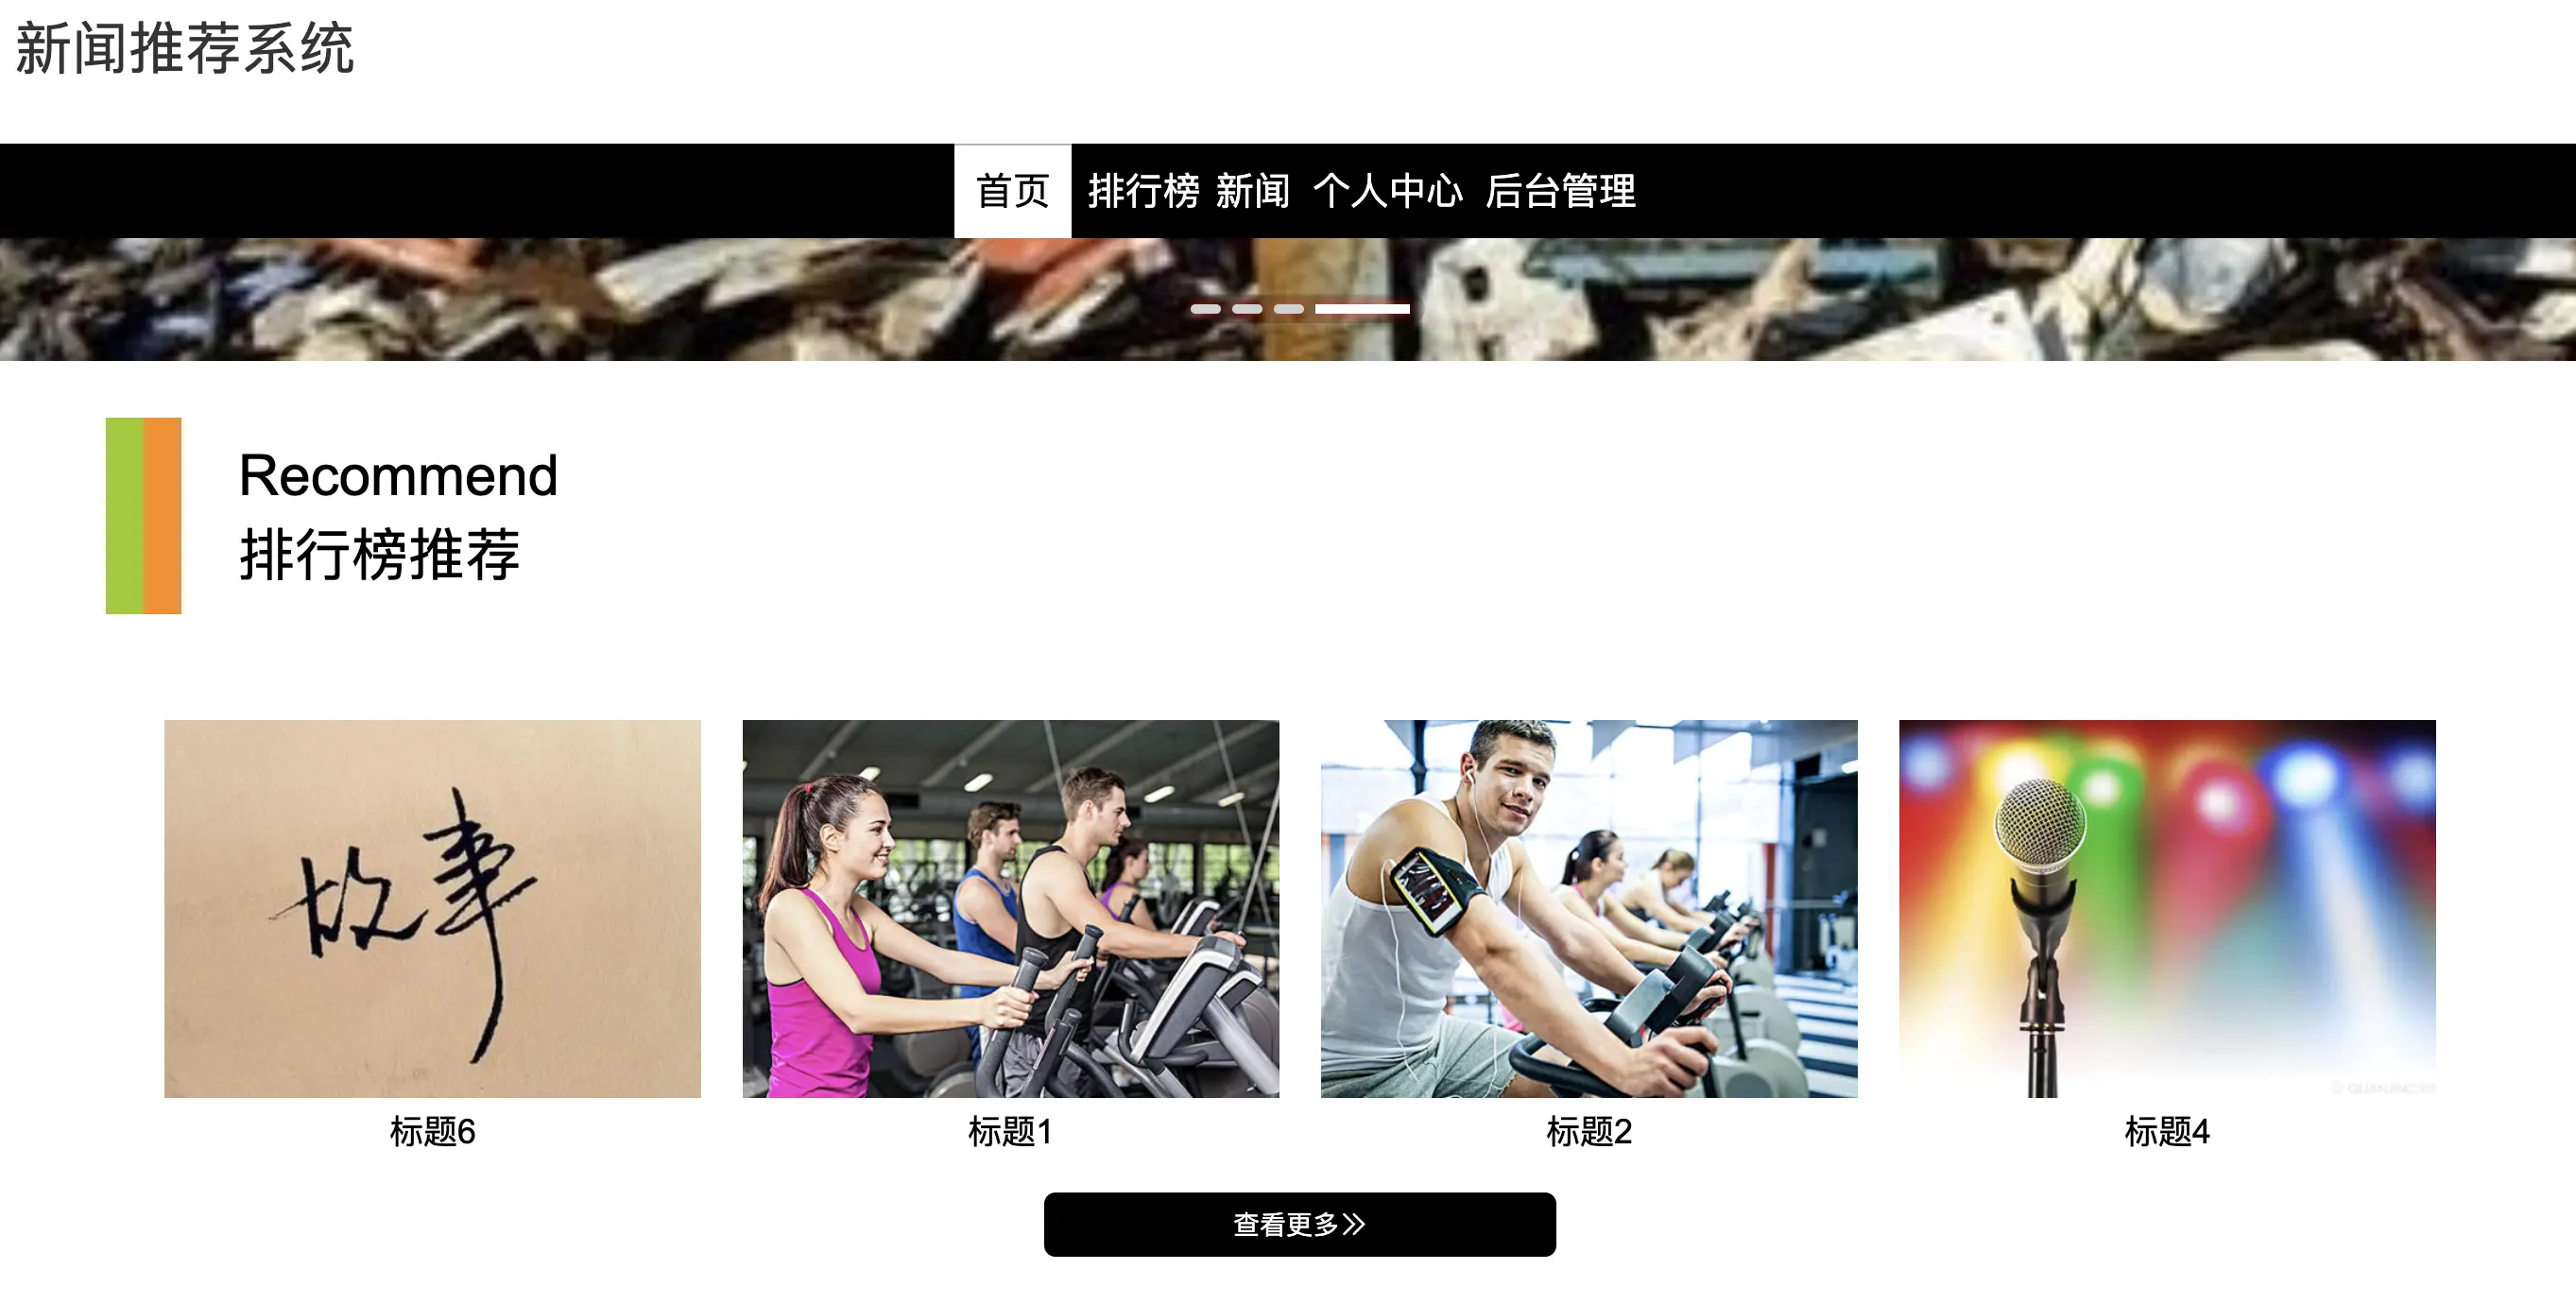 新闻推荐系统
首页 排行榜 新闻 个人中心 后台管理
Recommend
排行榜推荐
故事
标题6 标题1 标题2 标题4
查看更多